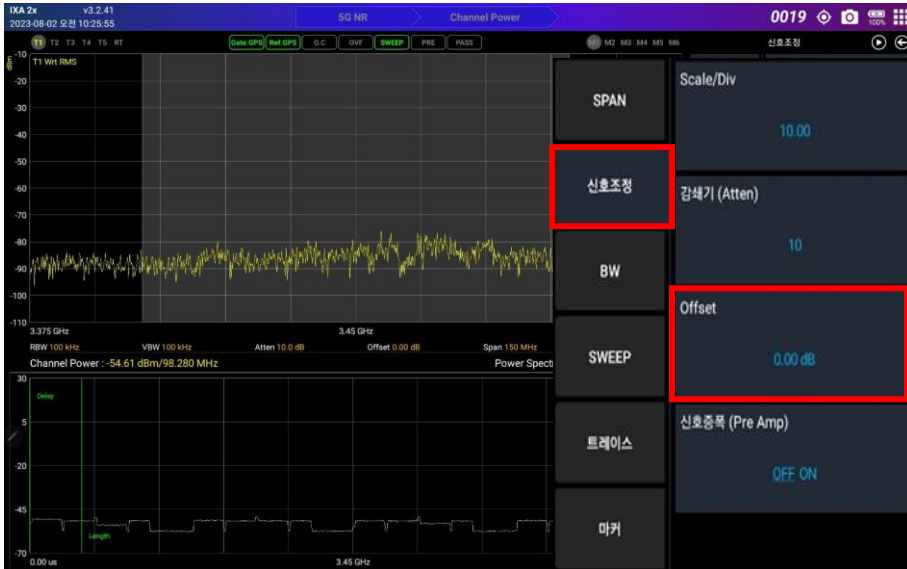 IXA 2x v3.2.41
2023-08-02 오전 10:25:55
5G NR
Channel Power
0019
100%
T1 T2 T3 T4 T5 RT
Gate.GPS Ref.GPS O.C OVF SWEEP PRE PASS
M1 M2 M3 M4 M5 M6
신호조정
dBm
T1 Wrt RMS
-10
-20
-30
-40
-50
-60
-70
-80
-90
-100
-110
3.375 GHz 3.45 GHz
RBW 100 kHz VBW 100 kHz Atten 10.0 dB Offset 0.00 dB Span 150 MHz
Channel Power : -54.61 dBm/98.280 MHz Power Spect
30
5
-20
-45
-70
Delay
Length
0.00 us 3.45 GHz
SPAN
신호조정
BW
SWEEP
트레이스
마커
Scale/Div
10.00
감쇄기 (Atten)
10
Offset
0.00 dB
신호증폭 (Pre Amp)
OFF ON